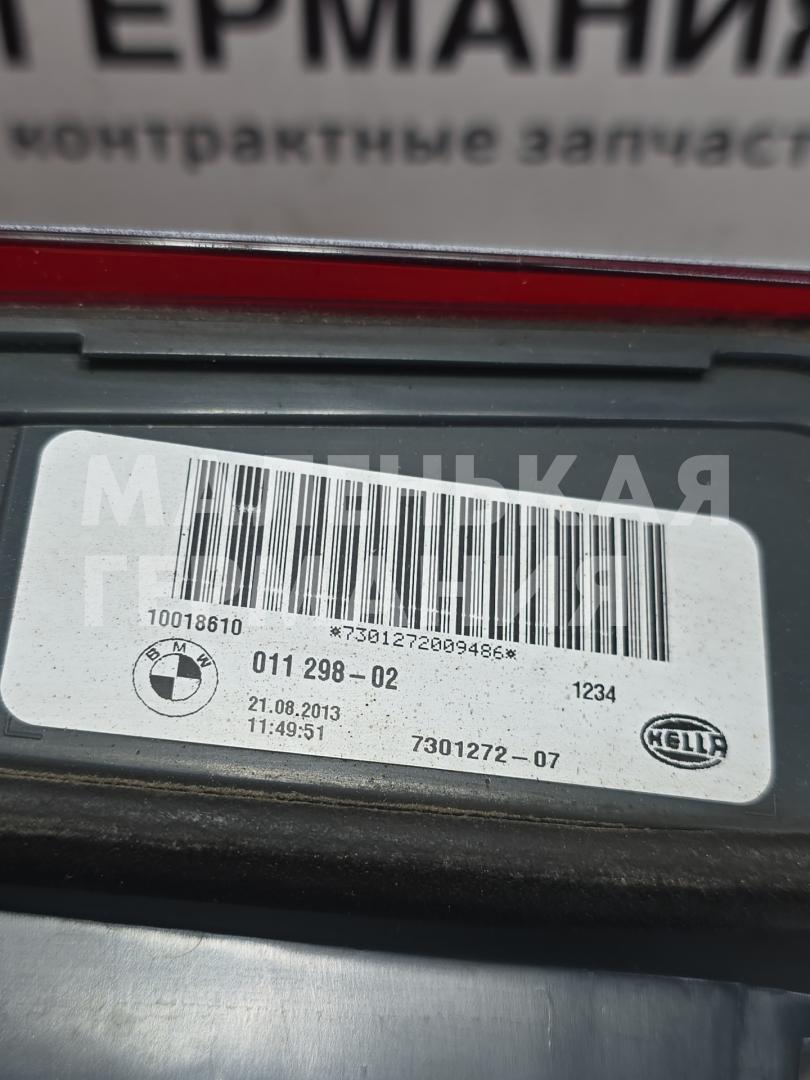 ГЕРМАНИЯ
контрактные запчаст
МАЛЕНЬКАЯ
ГЕРМАНИЯ
10018610
*7301272009486*
BMW
011 298-02
1234
21.08.2013
11:49:51
7301272-07
HELLA